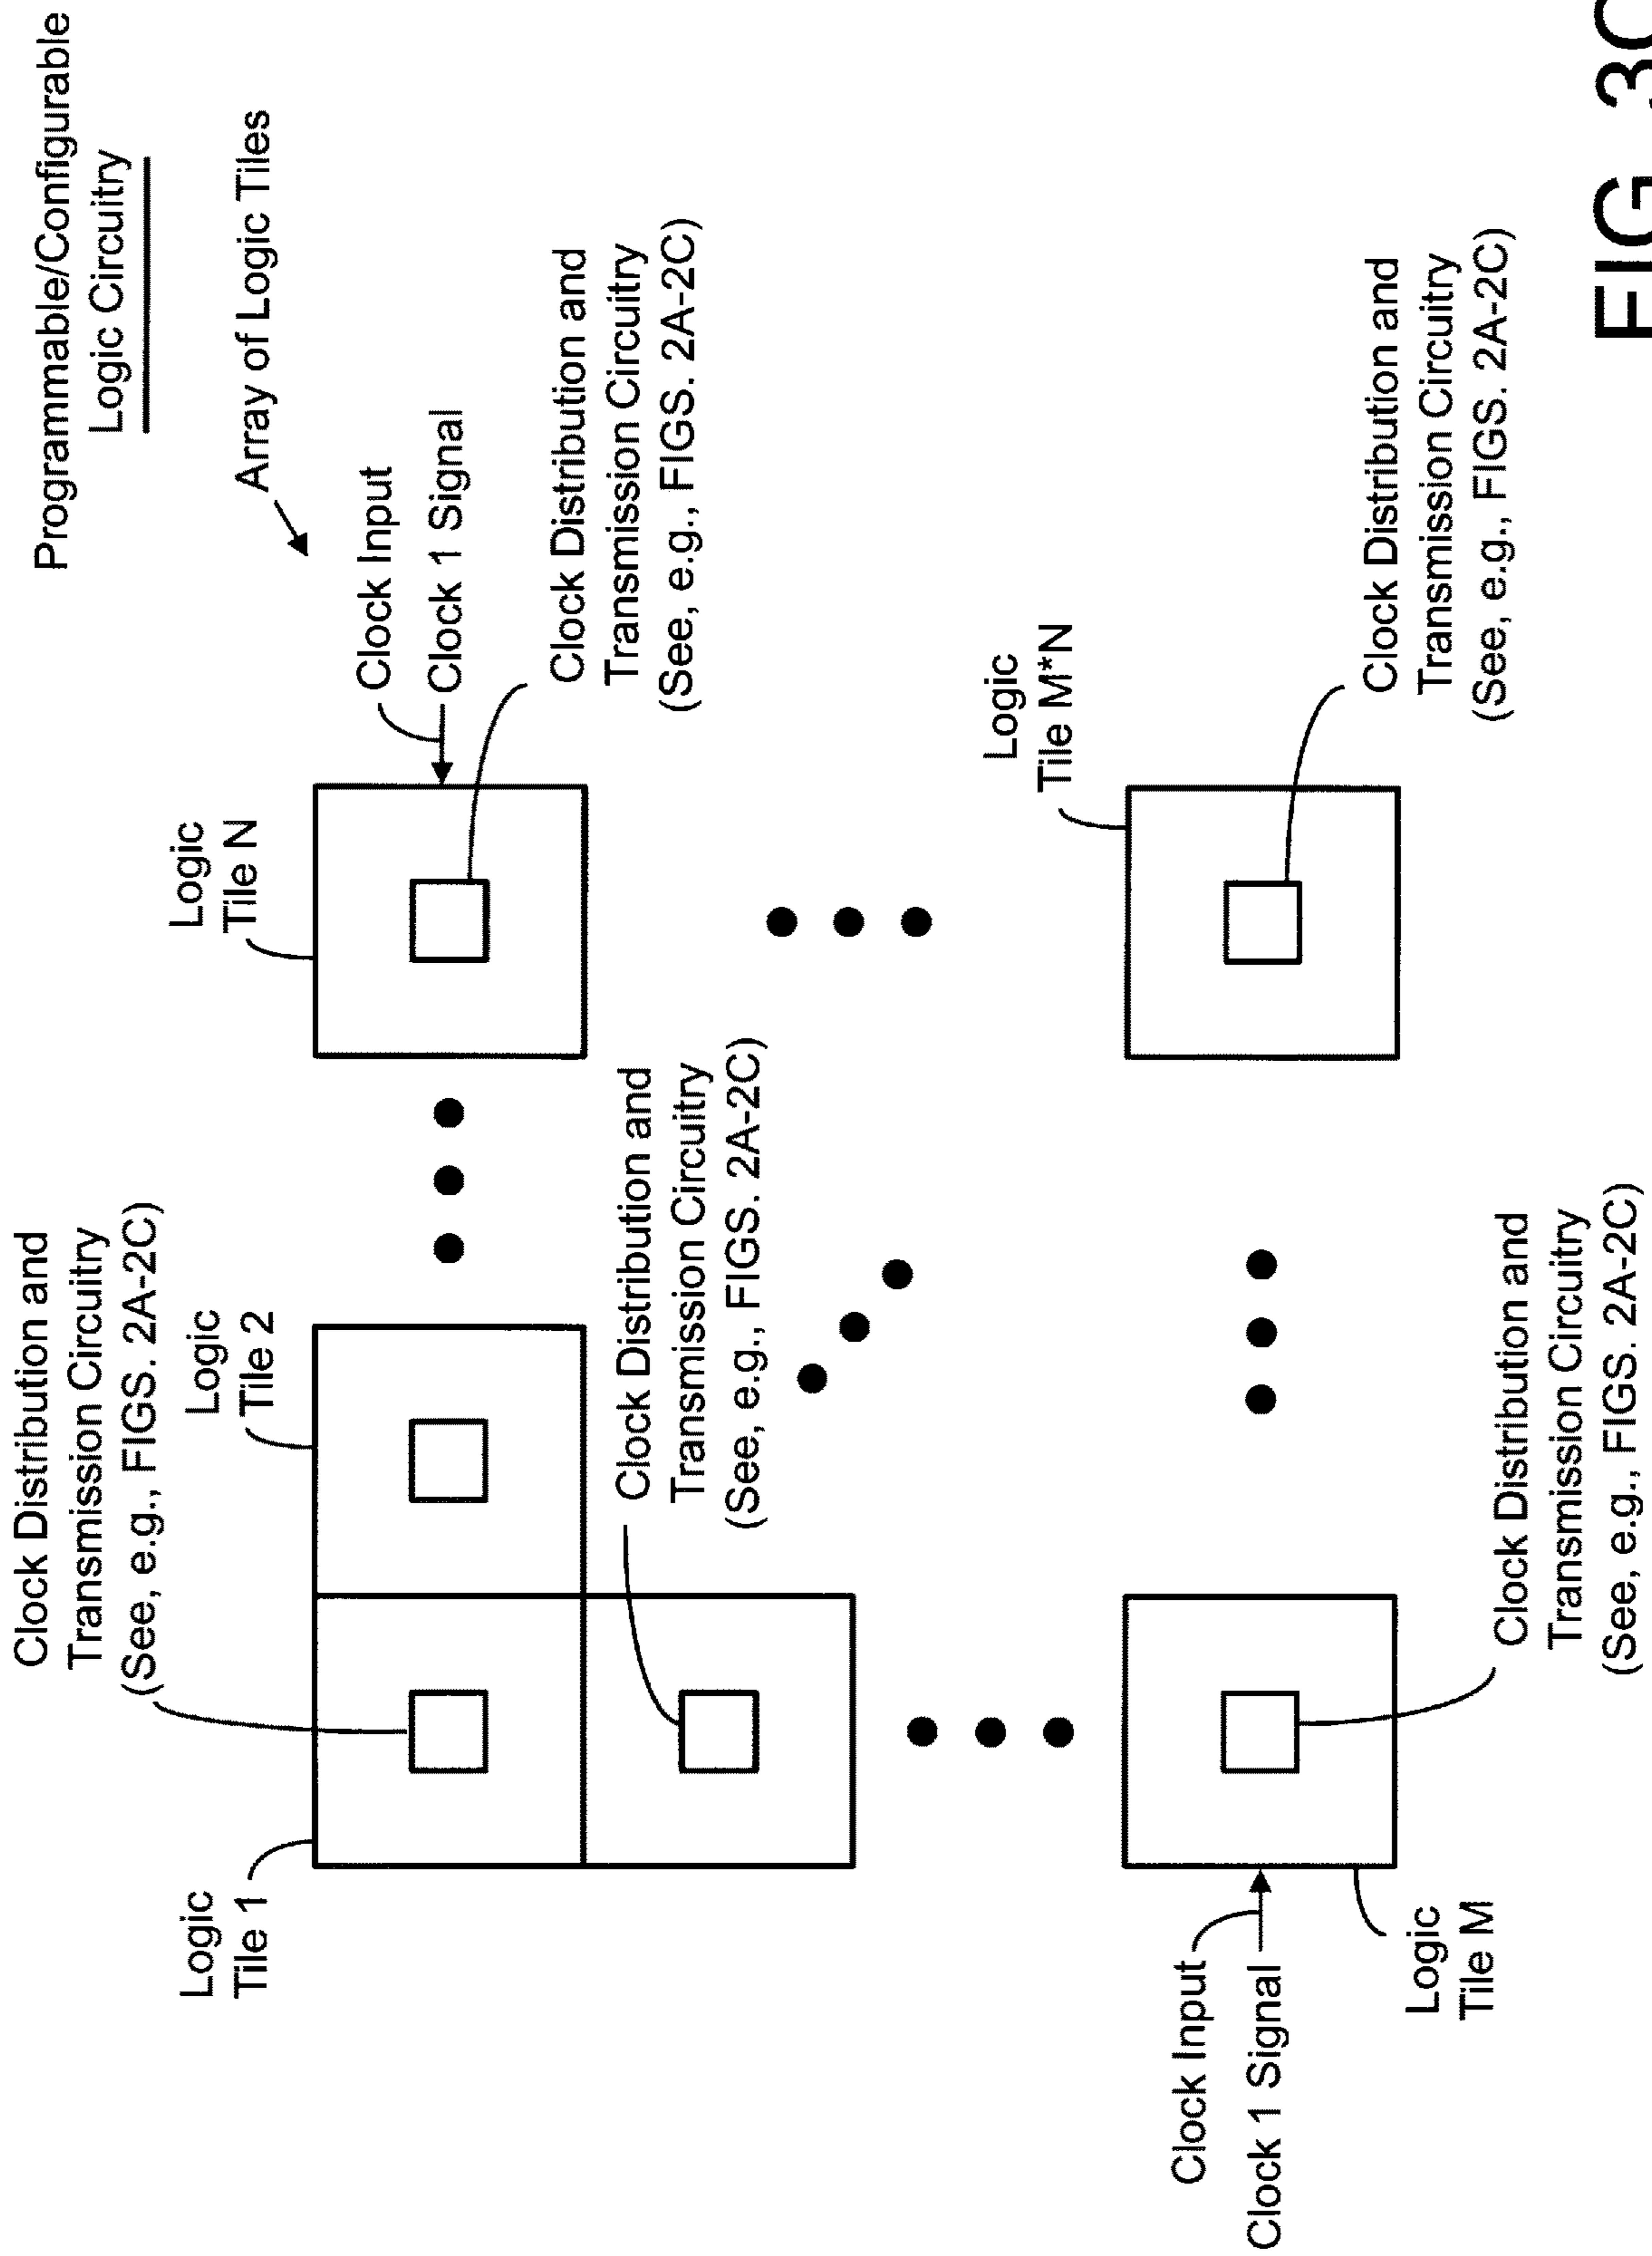 Programmable/Configurable
Logic Circuitry
Array of Logic Tiles
Clock Distribution and
Transmission Circuitry
(See, e.g., FIGS. 2A-2C)
Logic
Tile 1
Logic
Tile 2
Logic
Tile N
Clock Input
Clock 1 Signal
Clock Distribution and
Transmission Circuitry
(See, e.g., FIGS. 2A-2C)
Clock Distribution and
Transmission Circuitry
(See, e.g., FIGS. 2A-2C)
Logic
Tile M*N
Clock Input
Clock 1 Signal
Logic
Tile M
Clock Distribution and
Transmission Circuitry
(See, e.g., FIGS. 2A-2C)
Clock Distribution and
Transmission Circuitry
(See, e.g., FIGS. 2A-2C)
FIG. 3C